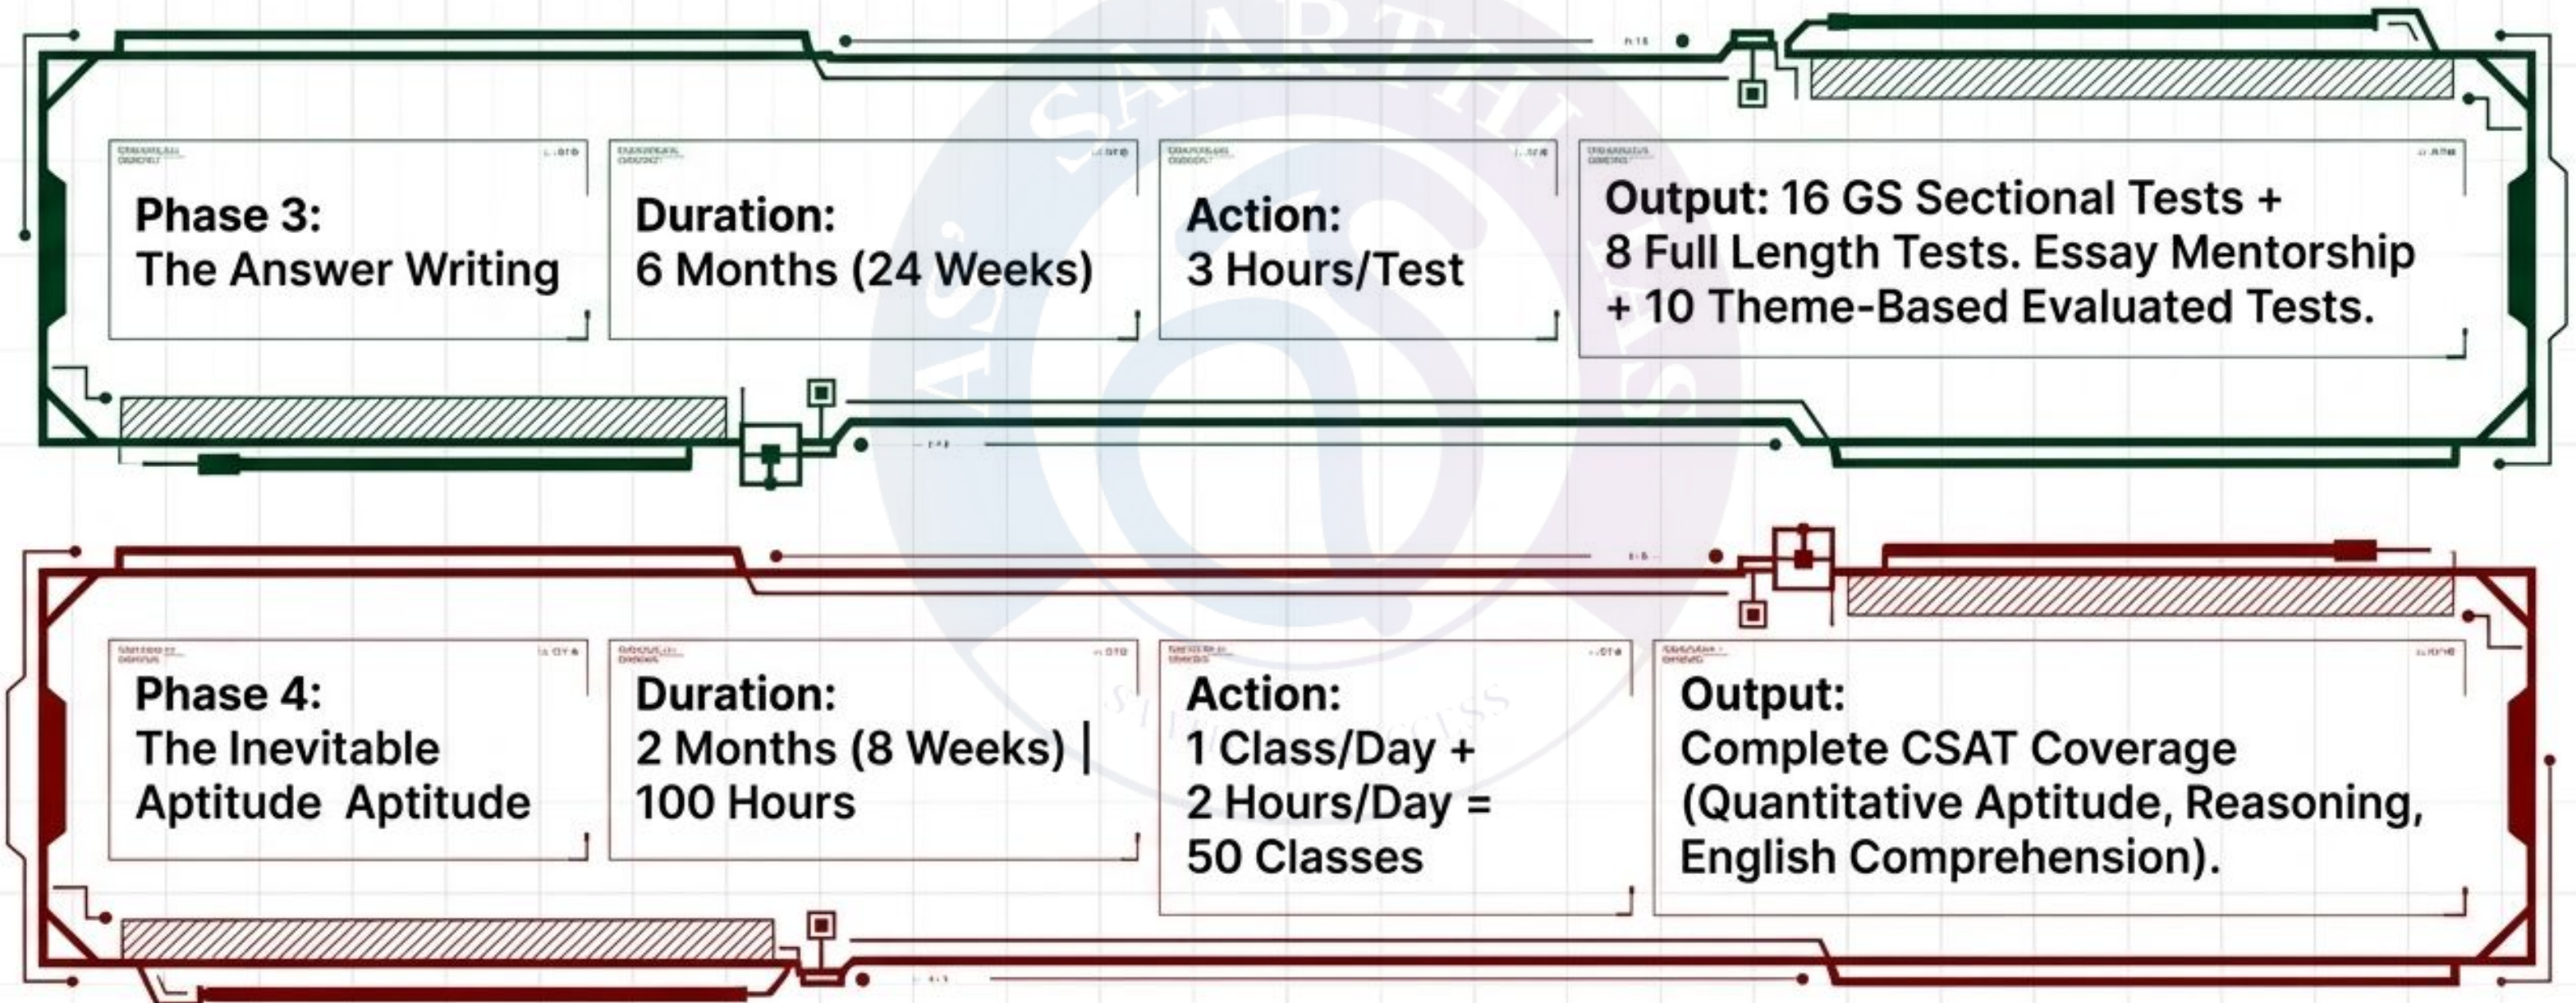 Phase 3:
The Answer Writing
Duration:
6 Months (24 Weeks)
Action:
3 Hours/Test
Output: 16 GS Sectional Tests +
8 Full Length Tests. Essay Mentorship
+ 10 Theme-Based Evaluated Tests.
Phase 4:
The Inevitable
Aptitude Aptitude
Duration:
2 Months (8 Weeks) |
100 Hours
Action:
1 Class/Day +
2 Hours/Day =
50 Classes
Output:
Complete CSAT Coverage
(Quantitative Aptitude, Reasoning,
English Comprehension).
SAARTHI IAS